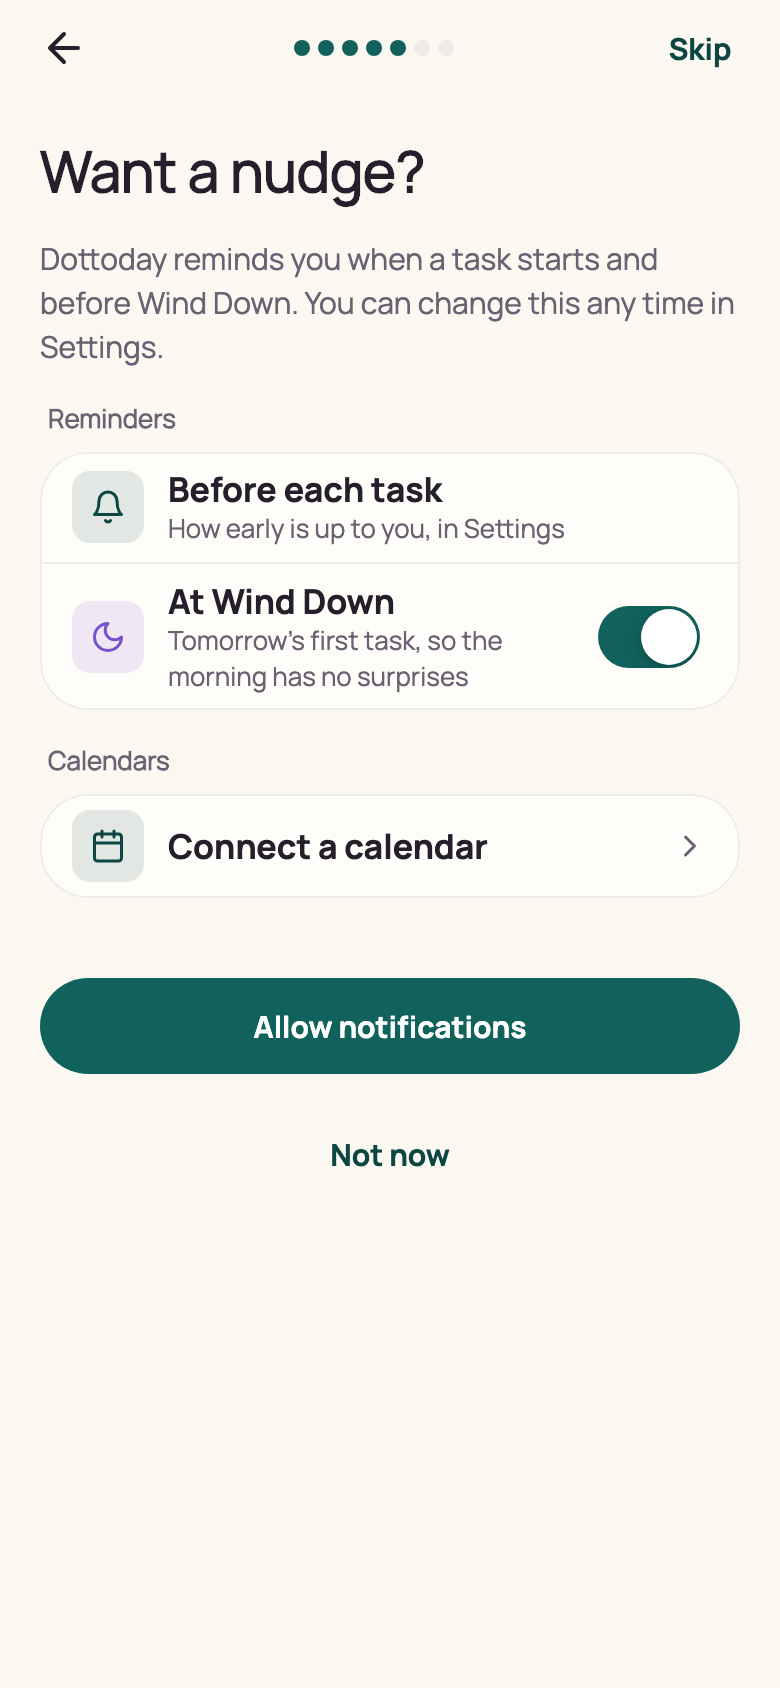 Skip
Want a nudge?
Dottoday reminds you when a task starts and
before Wind Down. You can change this any time in
Settings.
Reminders
Before each task
How early is up to you, in Settings
At Wind Down
Tomorrow's first task, so the
morning has no surprises
Calendars
Connect a calendar
Allow notifications
Not now